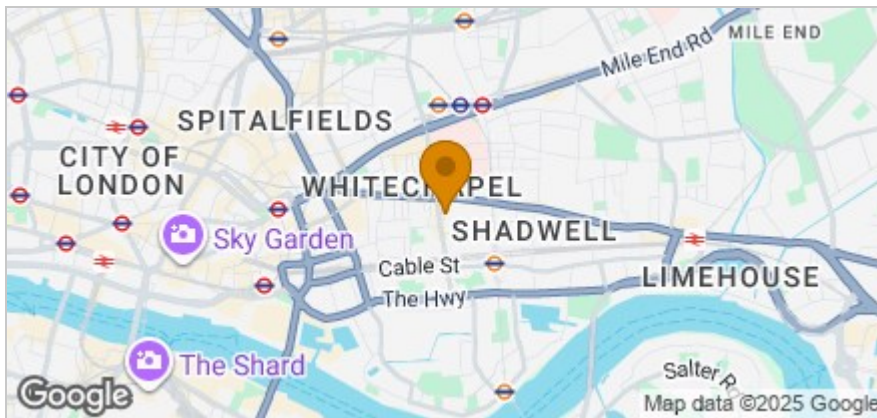 MILE END
Mile End Rd
SPITALFIELDS
CITY OF
LONDON
WHITECHAPEL
Sky Garden
SHADWELL
Cable St
LIMEHOUSE
The Hwy
The Shard
Salter R
Google
Map data ©2025 Google